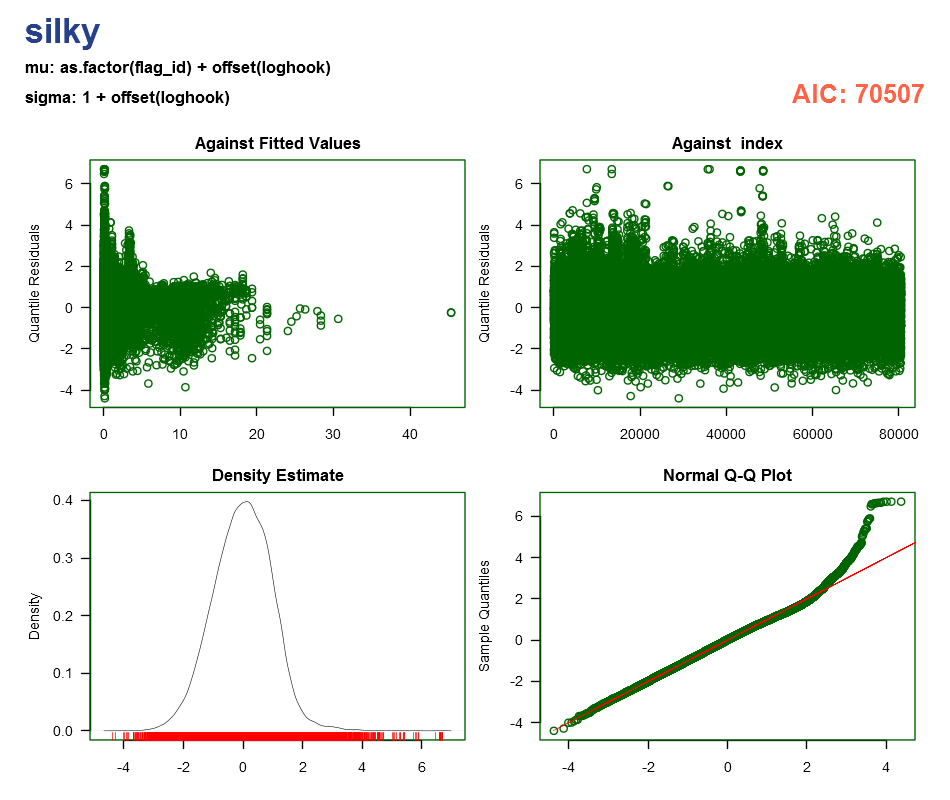 silky
mu: as.factor(flag_id) + offset(loghook)
sigma: 1 + offset(loghook)
AIC: 70507
Against Fitted Values
Quantile Residuals
6
4
2
0
-2
-4
0 10 20 30 40
Against  index
Quantile Residuals
6
4
2
0
-2
-4
0 20000 40000 60000 80000
Density Estimate
Density
0.4
0.3
0.2
0.1
0.0
-4 -2 0 2 4 6
Normal Q-Q Plot
Sample Quantiles
6
4
2
0
-2
-4
-4 -2 0 2 4